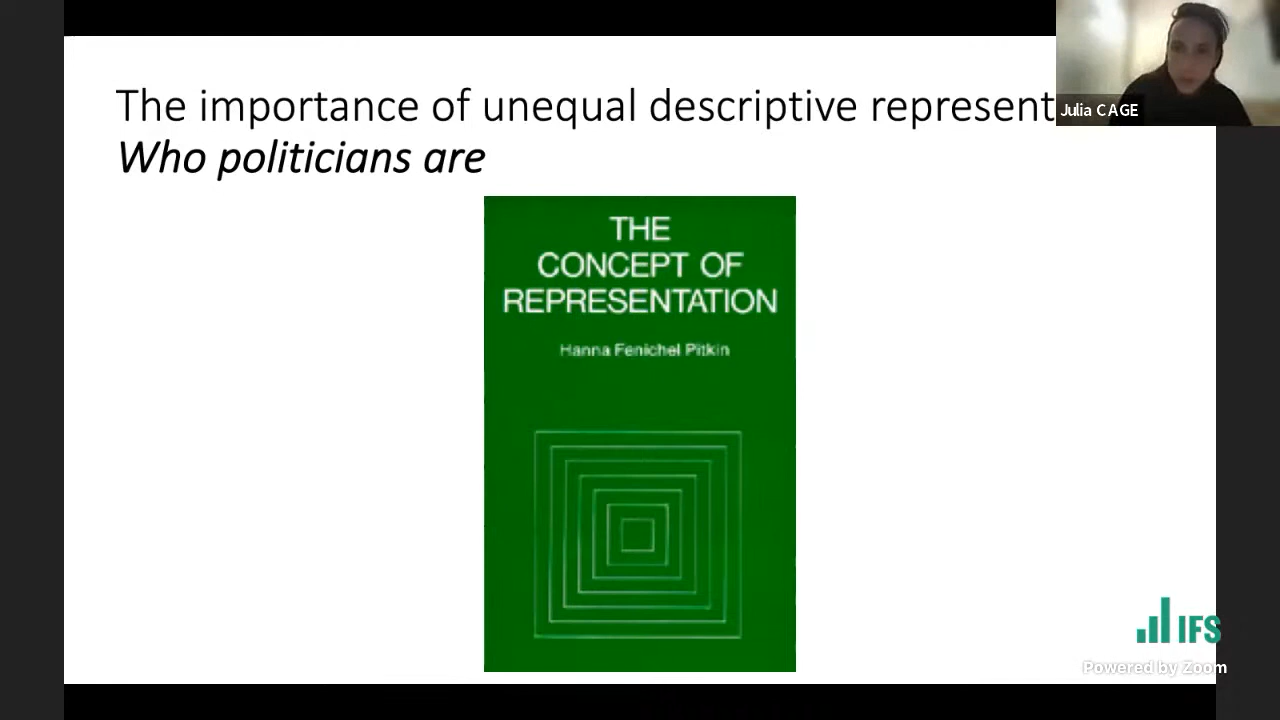 The importance of unequal descriptive represent
Who politicians are
Julia CAGE
THE
CONCEPT OF
REPRESENTATION
Hanna Fenichel Pitkin
IFS
Powered by Zoom